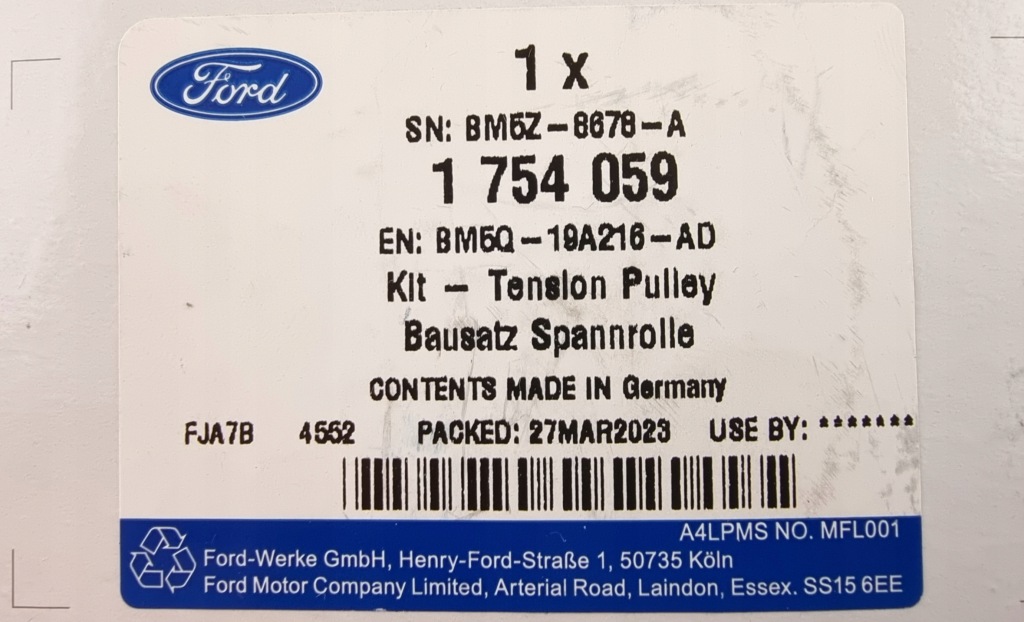 Ford
1 x
SN: BM5Z-8678-A
1 754 059
EN: BM5Q-19A216-AD
Kit - Tension Pulley
Bausatz Spannrolle
CONTENTS MADE IN Germany
FJA7B 4552 PACKED: 27MAR2023 USE BY: *******
A4LPMS NO. MFL001
Ford-Werke GmbH, Henry-Ford-Straße 1, 50735 Köln
Ford Motor Company Limited, Arterial Road, Laindon, Essex. SS15 6EE